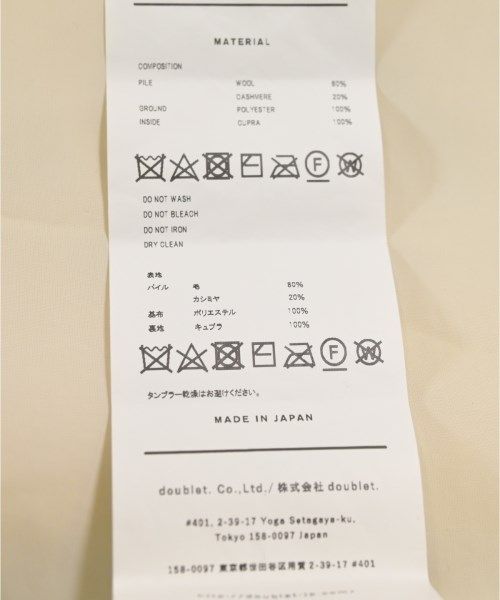 MATERIAL
COMPOSITION
PILE WOOL 80%
CASHMERE 20%
GROUND POLYESTER 100%
INSIDE CUPRA 100%
F W
DO NOT WASH
DO NOT BLEACH
DO NOT IRON
DRY CLEAN
表地
パイル 毛 80%
カシミヤ 20%
基布 ポリエステル 100%
裏地 キュプラ 100%
F W
タンブラー乾燥はお避けください。
MADE IN JAPAN
doublet. Co.,Ltd./ 株式会社 doublet.
#401, 2-39-17 Yoga Setagaya-ku,
Tokyo 158-0097 Japan
158-0097 東京都世田谷区用賀 2-39-17 #401